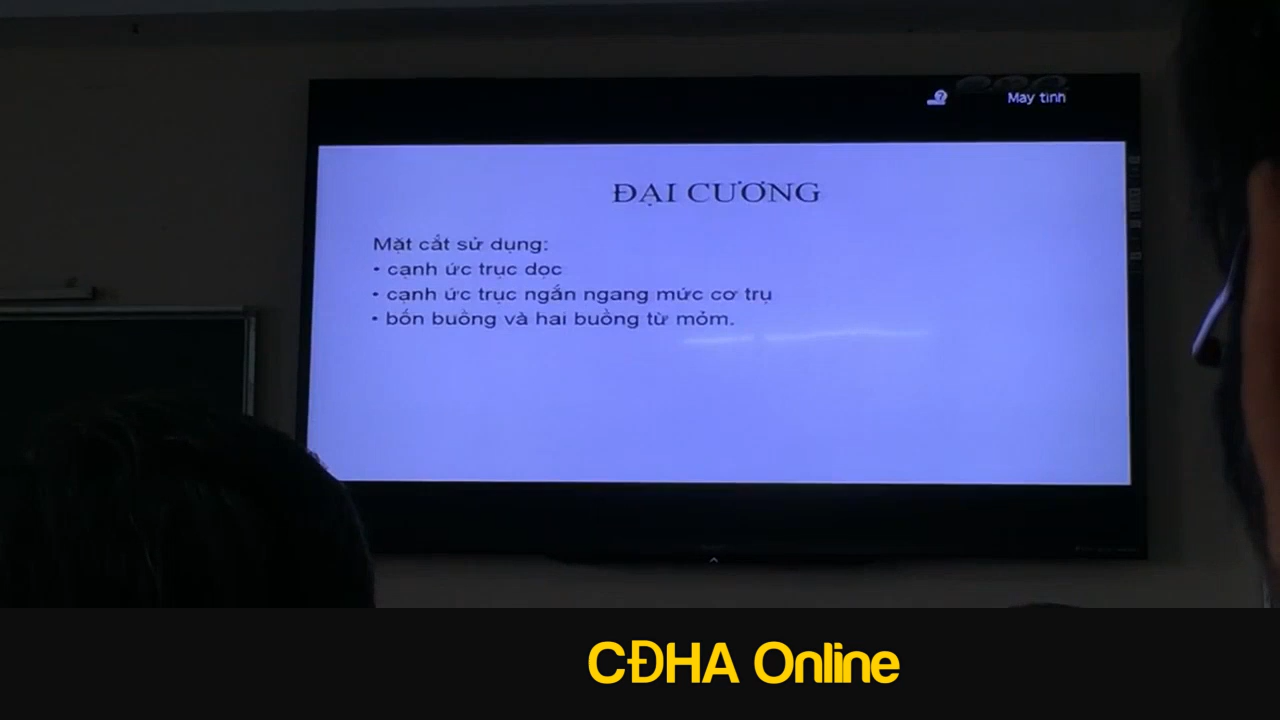 May tinh
ĐẠI CƯƠNG
Mặt cắt sử dụng:
• cạnh ức trục dọc
• cạnh ức trục ngắn ngang mức cơ trụ
• bốn buồng và hai buồng từ mỏm.
CĐHA Online